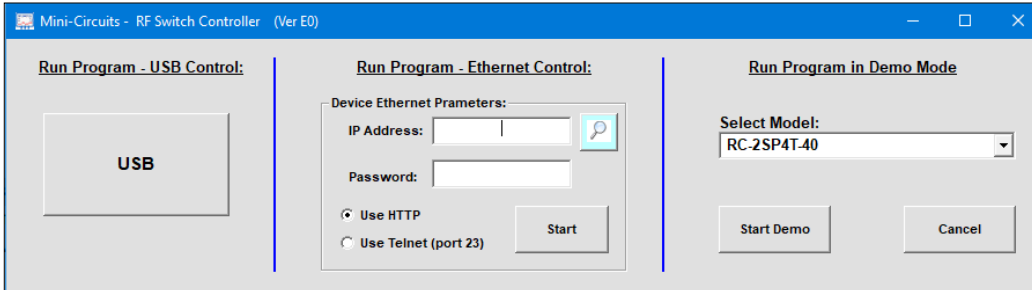 Mini-Circuits - RF Switch Controller (Ver E0)
Run Program - USB Control:
USB
Run Program - Ethernet Control:
Device Ethernet Prameters:
IP Address:
Password:
Use HTTP
Use Telnet (port 23)
Start
Run Program in Demo Mode
Select Model:
RC-2SP4T-40
Start Demo
Cancel